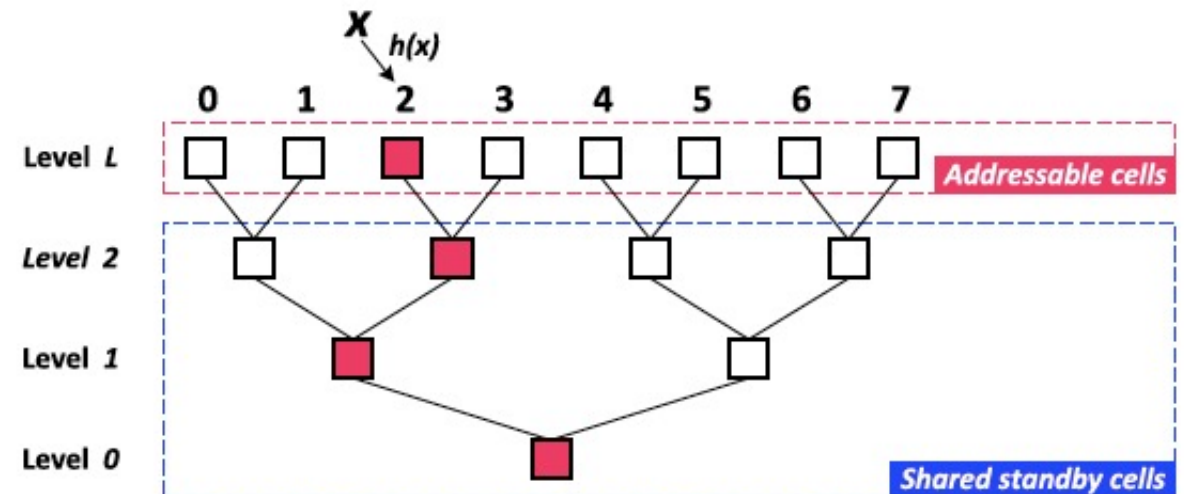 X
h(x)
0 1 2 3 4 5 6 7
Level L
Addressable cells
Level 2
Level 1
Level 0
Shared standby cells